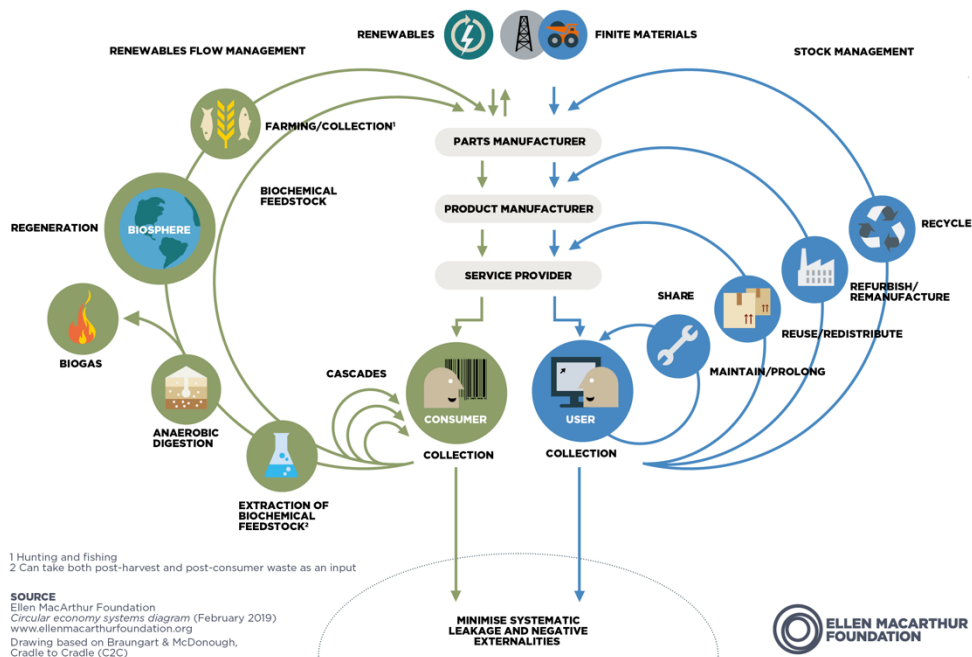 RENEWABLES FLOW MANAGEMENT
RENEWABLES
FINITE MATERIALS
STOCK MANAGEMENT
FARMING/COLLECTION¹
PARTS MANUFACTURER
BIOCHEMICAL
FEEDSTOCK
PRODUCT MANUFACTURER
REGENERATION
BIOSPHERE
RECYCLE
SERVICE PROVIDER
REFURBISH/
REMANUFACTURE
SHARE
REUSE/REDISTRIBUTE
BIOGAS
CASCADES
MAINTAIN/PROLONG
CONSUMER
USER
ANAEROBIC
DIGESTION
COLLECTION
COLLECTION
EXTRACTION OF
BIOCHEMICAL
FEEDSTOCK²
1 Hunting and fishing
2 Can take both post-harvest and post-consumer waste as an input
SOURCE
Ellen MacArthur Foundation
Circular economy systems diagram (February 2019)
www.ellenmacarthurfoundation.org
Drawing based on Braungart & McDonough,
Cradle to Cradle (C2C)
MINIMISE SYSTEMATIC
LEAKAGE AND NEGATIVE
EXTERNALITIES
ELLEN MACARTHUR
FOUNDATION